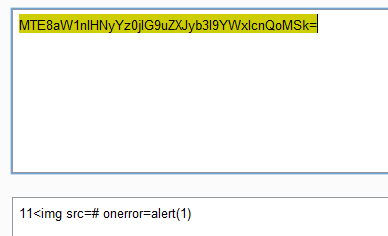 MTE8aW1nIHNyYz0jIG9uZXJyb3I9YWxlcnQoMSk=
11<img src=# onerror=alert(1)